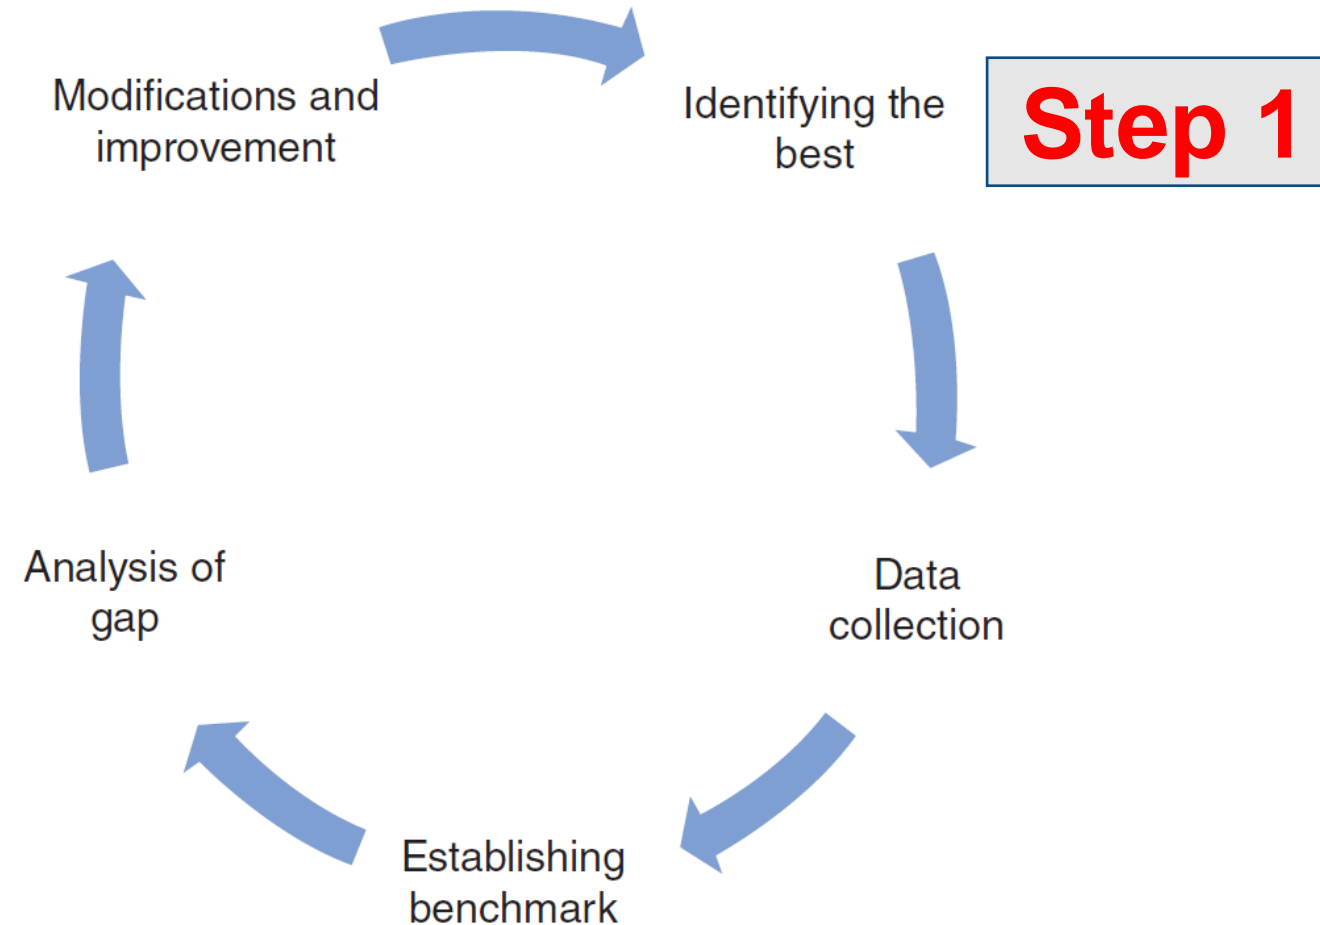 Modifications and
improvement
Identifying the
best
Step 1
Analysis of
gap
Data
collection
Establishing
benchmark